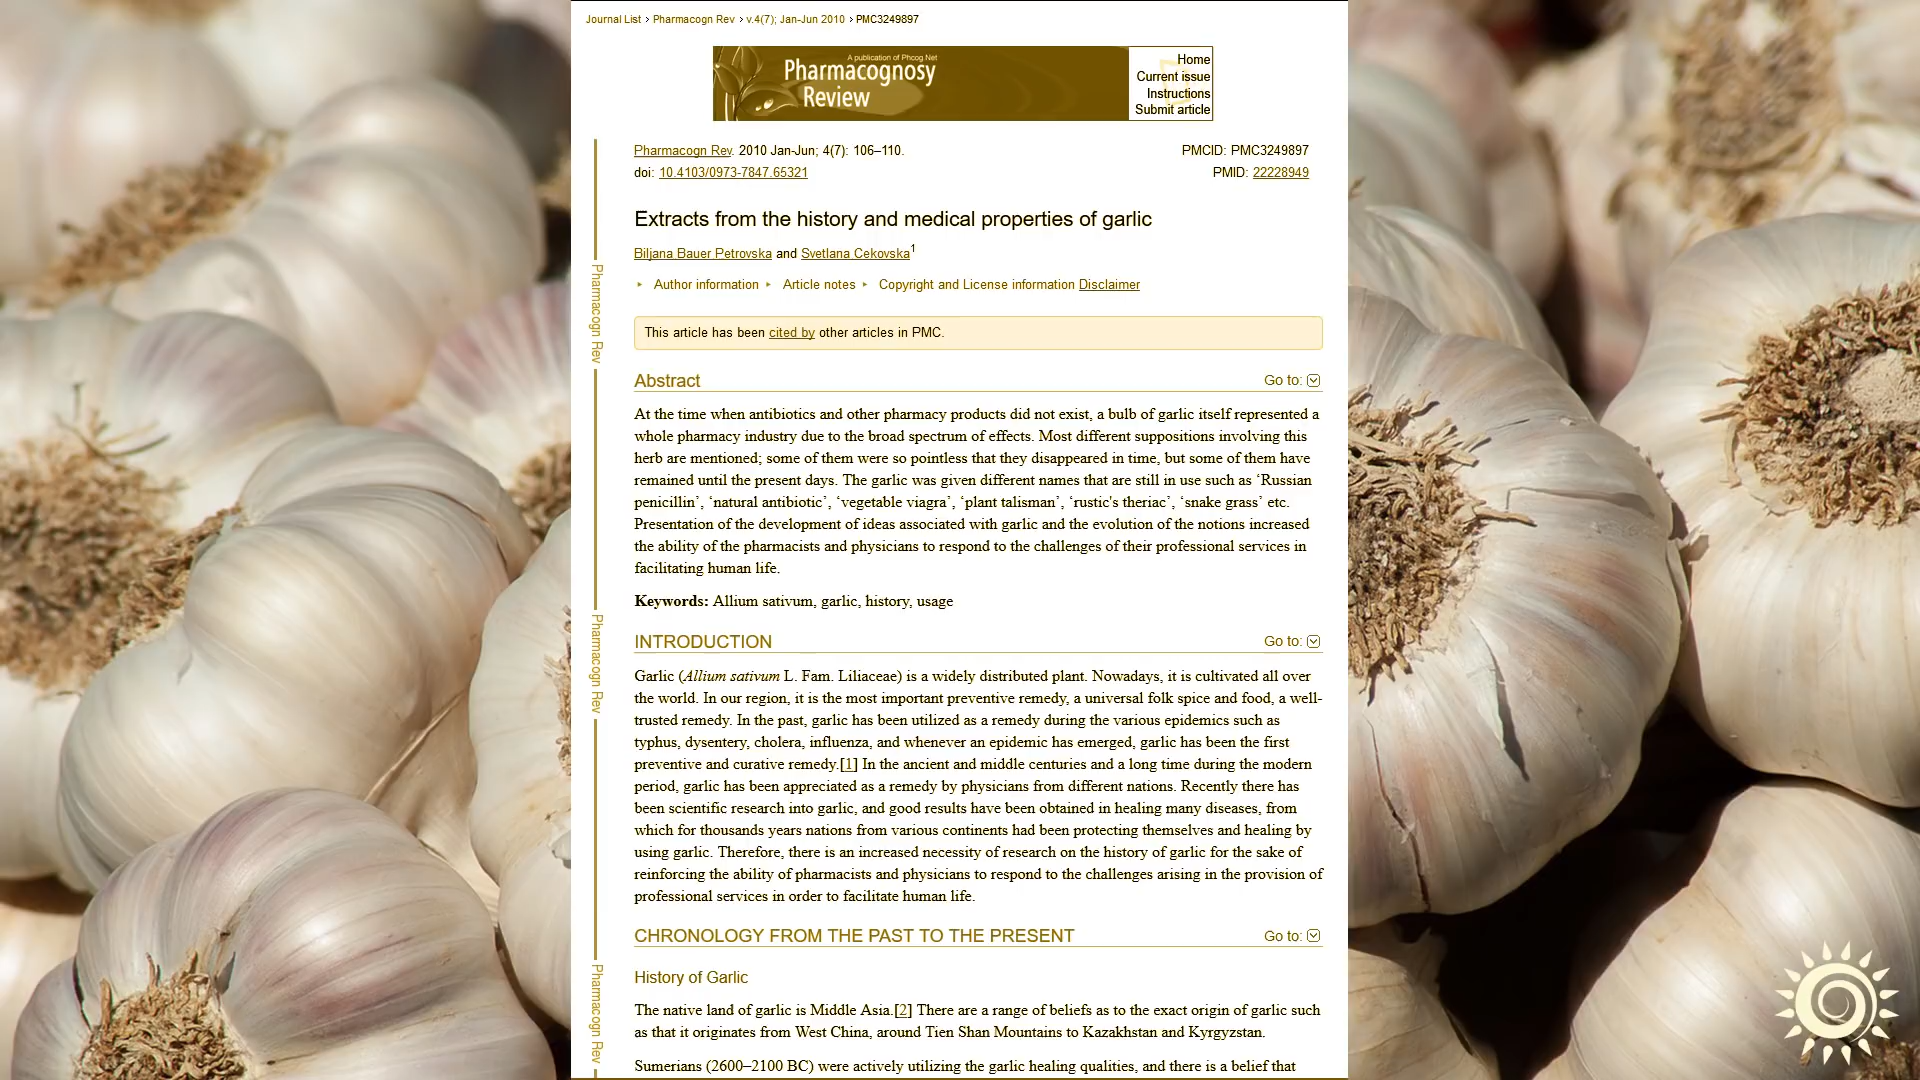 Journal List > Pharmacogn Rev > v.4(7); Jan-Jun 2010 > PMC3249897
A publication of Phcog Net
Pharmacognosy
Review
Home
Current issue
Instructions
Submit article
Pharmacogn Rev. 2010 Jan-Jun; 4(7): 106–110.
PMCID: PMC3249897
doi: 10.4103/0973-7847.65321
PMID: 22228949
Extracts from the history and medical properties of garlic
Biljana Bauer Petrovska and Svetlana Cekovska1
Author information ▸ Article notes ▸ Copyright and License information Disclaimer
This article has been cited by other articles in PMC.
Abstract
Go to:
At the time when antibiotics and other pharmacy products did not exist, a bulb of garlic itself represented a
whole pharmacy industry due to the broad spectrum of effects. Most different suppositions involving this
herb are mentioned; some of them were so pointless that they disappeared in time, but some of them have
remained until the present days. The garlic was given different names that are still in use such as ‘Russian
penicillin’, ‘natural antibiotic’, ‘vegetable viagra’, ‘plant talisman’, ‘rustic's theriac’, ‘snake grass’ etc.
Presentation of the development of ideas associated with garlic and the evolution of the notions increased
the ability of the pharmacists and physicians to respond to the challenges of their professional services in
facilitating human life.
Keywords: Allium sativum, garlic, history, usage
INTRODUCTION
Go to:
Garlic (Allium sativum L. Fam. Liliaceae) is a widely distributed plant. Nowadays, it is cultivated all over
the world. In our region, it is the most important preventive remedy, a universal folk spice and food, a well-
trusted remedy. In the past, garlic has been utilized as a remedy during the various epidemics such as
typhus, dysentery, cholera, influenza, and whenever an epidemic has emerged, garlic has been the first
preventive and curative remedy.[1] In the ancient and middle centuries and a long time during the modern
period, garlic has been appreciated as a remedy by physicians from different nations. Recently there has
been scientific research into garlic, and good results have been obtained in healing many diseases, from
which for thousands years nations from various continents had been protecting themselves and healing by
using garlic. Therefore, there is an increased necessity of research on the history of garlic for the sake of
reinforcing the ability of pharmacists and physicians to respond to the challenges arising in the provision of
professional services in order to facilitate human life.
CHRONOLOGY FROM THE PAST TO THE PRESENT
Go to:
History of Garlic
The native land of garlic is Middle Asia.[2] There are a range of beliefs as to the exact origin of garlic such
as that it originates from West China, around Tien Shan Mountains to Kazakhstan and Kyrgyzstan.
Sumerians (2600–2100 BC) were actively utilizing the garlic healing qualities, and there is a belief that
Pharmacogn Rev
Pharmacogn Rev
Pharmacogn Rev